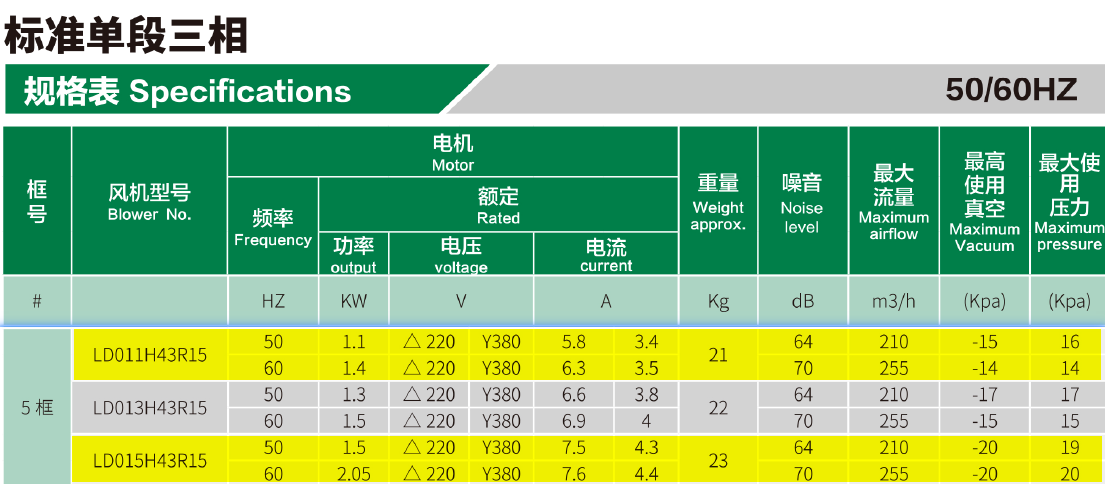 标准单段三相
规格表 Specifications 50/60HZ
框号 风机型号 Blower No. 电机 Motor 重量 Weight approx. 噪音 Noise level 最大流量 Maximum airflow 最高使用真空 Maximum Vacuum 最大使用压力 Maximum pressure
频率 Frequency 额定 Rated
功率 output 电压 voltage 电流 current
# HZ KW V A Kg dB m3/h (Kpa) (Kpa)
5框 LD011H43R15 50 1.1 △ 220 Y380 5.8 3.4 21 64 210 -15 16
60 1.4 △ 220 Y380 6.3 3.5 70 255 -14 14
LD013H43R15 50 1.3 △ 220 Y380 6.6 3.8 22 64 210 -17 17
60 1.5 △ 220 Y380 6.9 4 70 255 -15 15
LD015H43R15 50 1.5 △ 220 Y380 7.5 4.3 23 64 210 -20 19
60 2.05 △ 220 Y380 7.6 4.4 70 255 -20 20